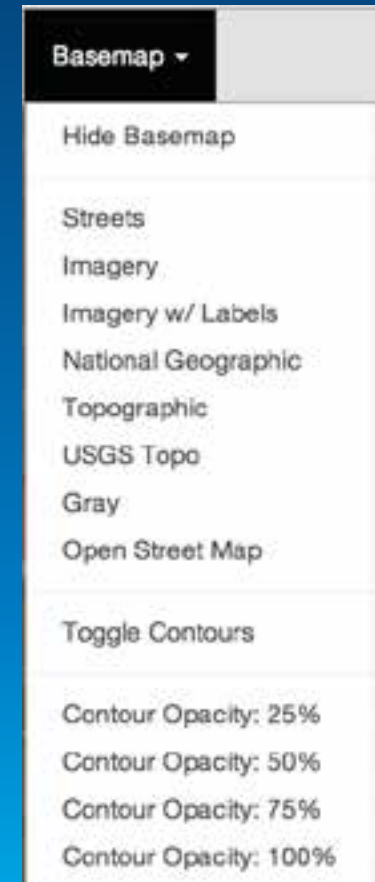 Basemap
Hide Basemap
Streets
Imagery
Imagery w/ Labels
National Geographic
Topographic
USGS Topo
Gray
Open Street Map
Toggle Contours
Contour Opacity: 25%
Contour Opacity: 50%
Contour Opacity: 75%
Contour Opacity: 100%